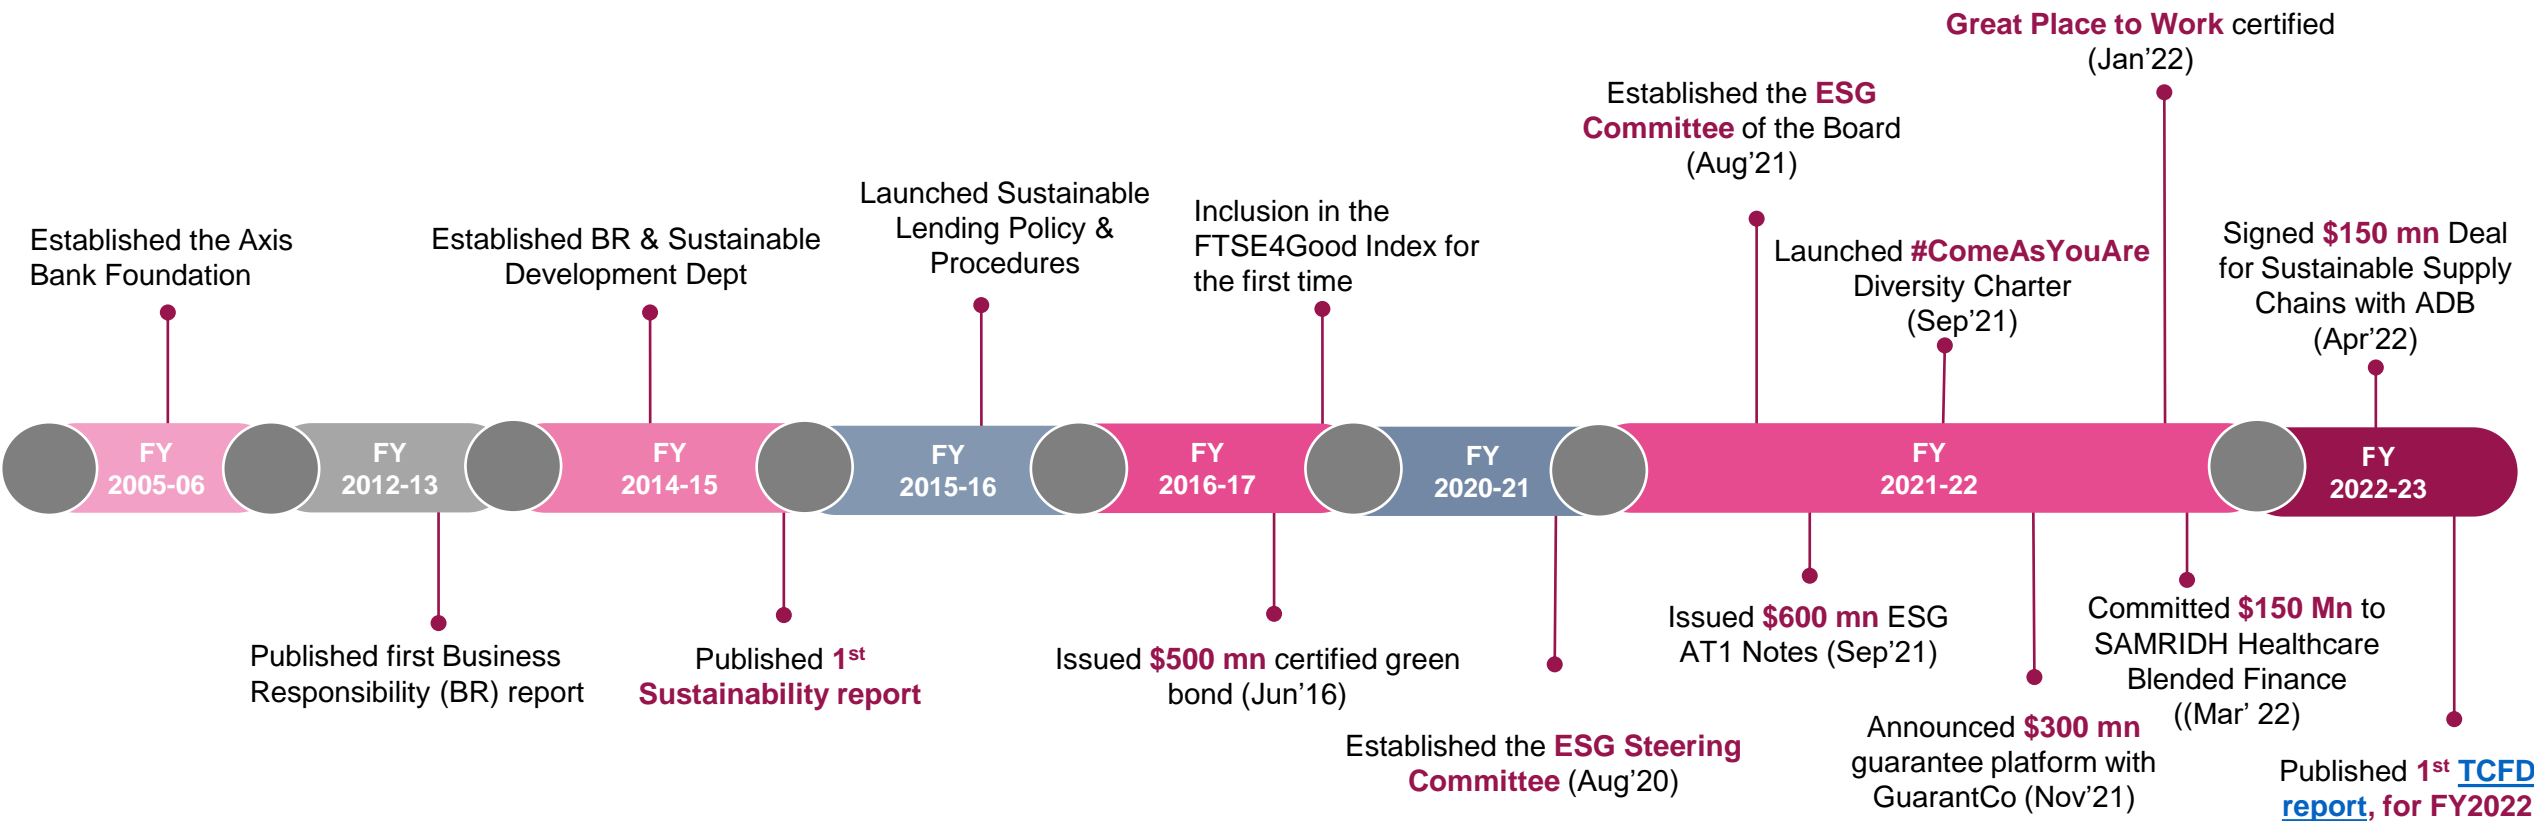 Great Place to Work certified
(Jan’22)
Established the ESG
Committee of the Board
(Aug’21)
Launched Sustainable
Lending Policy &
Procedures
Inclusion in the
FTSE4Good Index for
the first time
Established the Axis
Bank Foundation
Established BR & Sustainable
Development Dept
Launched #ComeAsYouAre
Diversity Charter
(Sep’21)
Signed $150 mn Deal
for Sustainable Supply
Chains with ADB
(Apr’22)
FY
2005-06
FY
2012-13
FY
2014-15
FY
2015-16
FY
2016-17
FY
2020-21
FY
2021-22
FY
2022-23
Published first Business
Responsibility (BR) report
Published 1st
Sustainability report
Issued $500 mn certified green
bond (Jun’16)
Established the ESG Steering
Committee (Aug’20)
Issued $600 mn ESG
AT1 Notes (Sep’21)
Announced $300 mn
guarantee platform with
GuarantCo (Nov’21)
Committed $150 Mn to
SAMRIDH Healthcare
Blended Finance
((Mar’ 22)
Published 1st TCFD
report, for FY2022